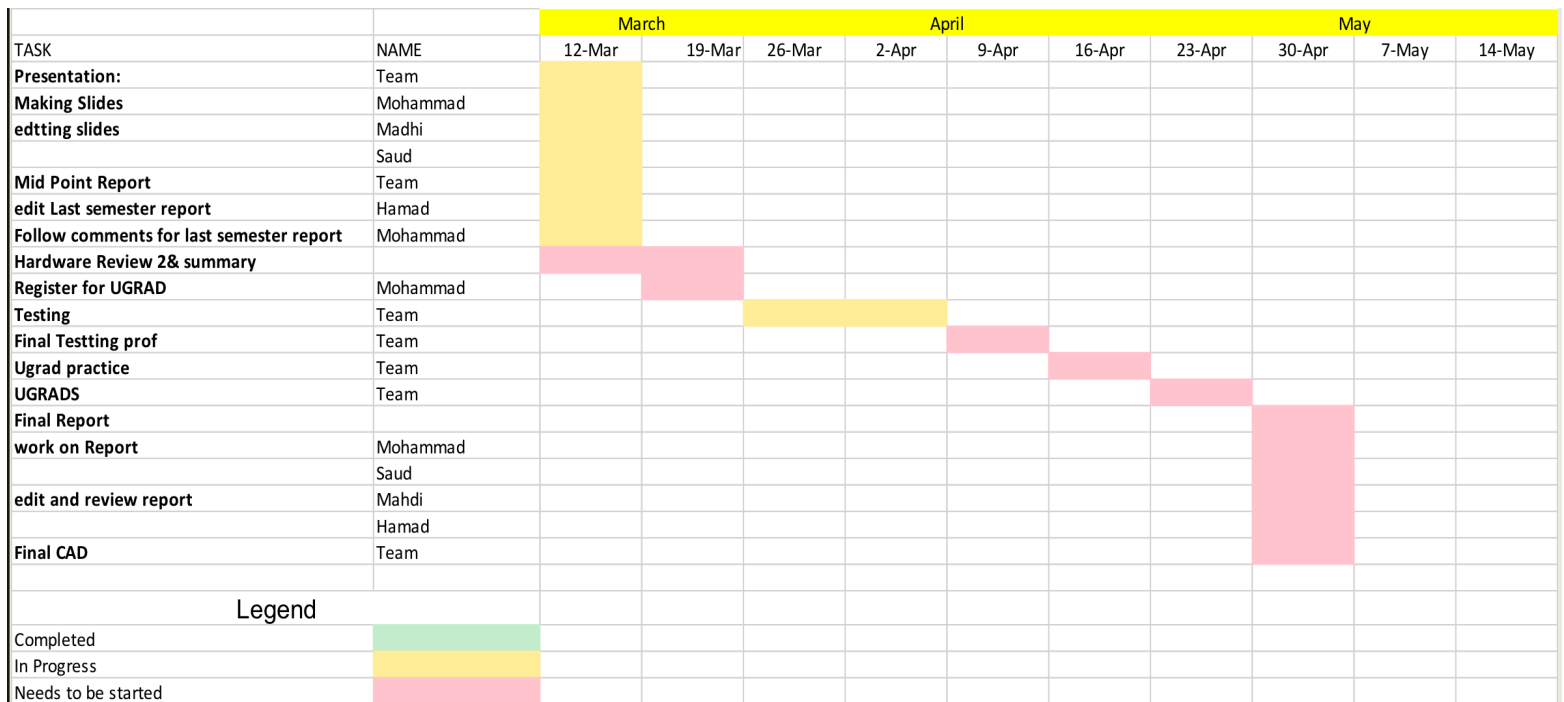 March April May
TASK NAME 12-Mar 19-Mar 26-Mar 2-Apr 9-Apr 16-Apr 23-Apr 30-Apr 7-May 14-May
Presentation: Team
Making Slides Mohammad
edtting slides Madhi
Saud
Mid Point Report Team
edit Last semester report Hamad
Follow comments for last semester report Mohammad
Hardware Review 2& summary
Register for UGRAD Mohammad
Testing Team
Final Testting prof Team
Ugrad practice Team
UGRADS Team
Final Report
work on Report Mohammad
Saud
edit and review report Mahdi
Hamad
Final CAD Team
Legend
Completed
In Progress
Needs to be started